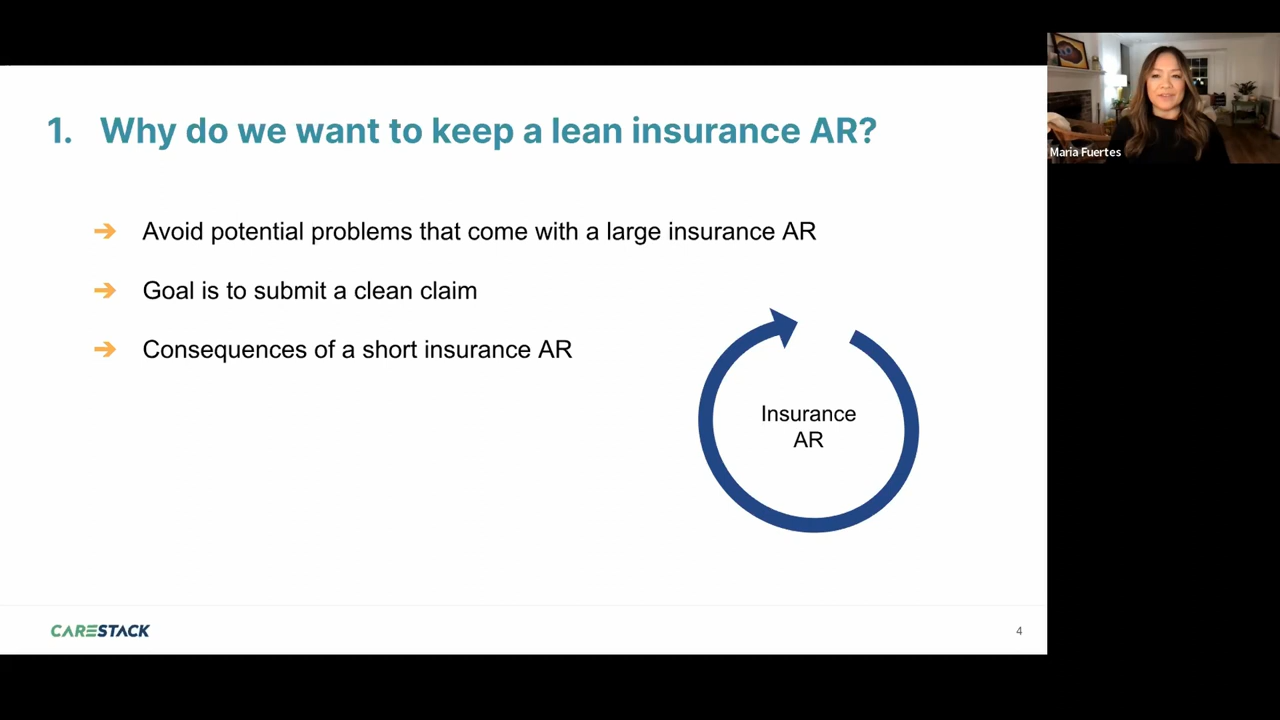 1. Why do we want to keep a lean insurance AR?
➔ Avoid potential problems that come with a large insurance AR
➔ Goal is to submit a clean claim
➔ Consequences of a short insurance AR
Insurance
AR
CARESTACK
4
Maria Fuertes